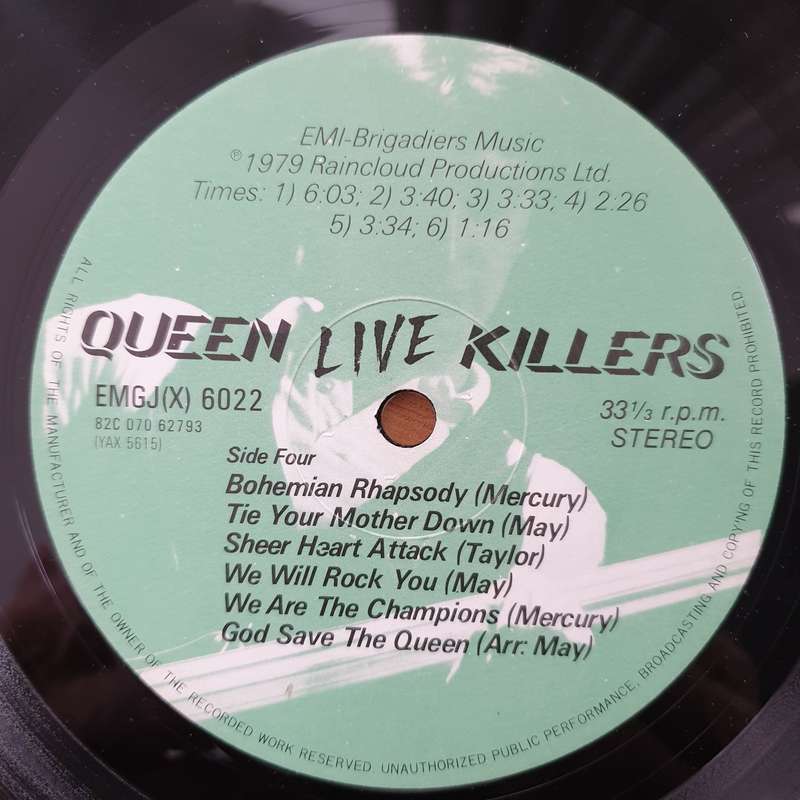 EMI-Brigadiers Music
℗1979 Raincloud Productions Ltd.
Times: 1) 6:03; 2) 3:40; 3) 3:33; 4) 2:26
5) 3:34; 6) 1:16
QUEEN LIVE KILLERS
EMGJ(X) 6022
82C 070 62793
(YAX 5615)
33 1/3 r.p.m.
STEREO
Side Four
Bohemian Rhapsody (Mercury)
Tie Your Mother Down (May)
Sheer Heart Attack (Taylor)
We Will Rock You (May)
We Are The Champions (Mercury)
God Save The Queen (Arr: May)
ALL RIGHTS OF THE MANUFACTURER AND OF THE OWNER OF THE RECORDED WORK RESERVED. UNAUTHORIZED PUBLIC PERFORMANCE, BROADCASTING AND COPY'NG OF THIS RECORD PROHIBITED.